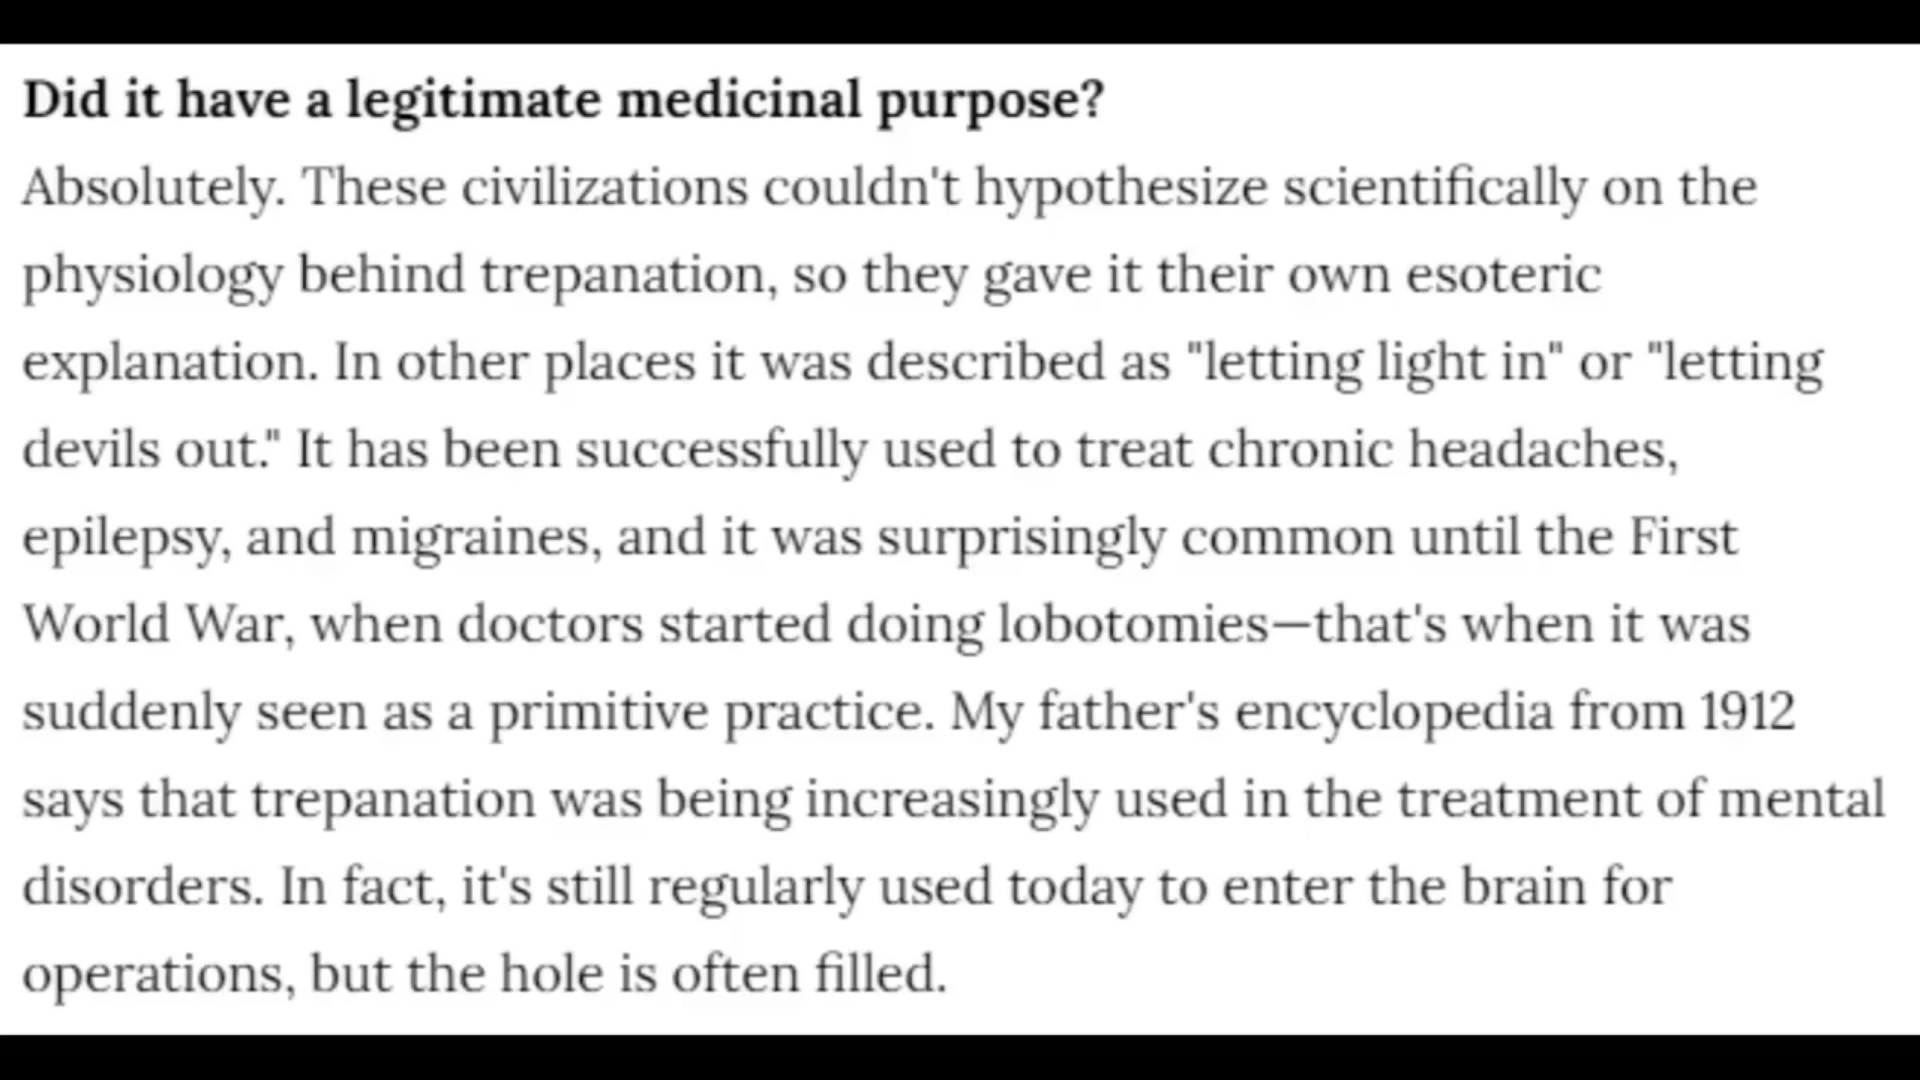 Did it have a legitimate medicinal purpose?
Absolutely. These civilizations couldn't hypothesize scientifically on the
physiology behind trepanation, so they gave it their own esoteric
explanation. In other places it was described as "letting light in" or "letting
devils out." It has been successfully used to treat chronic headaches,
epilepsy, and migraines, and it was surprisingly common until the First
World War, when doctors started doing lobotomies—that's when it was
suddenly seen as a primitive practice. My father's encyclopedia from 1912
says that trepanation was being increasingly used in the treatment of mental
disorders. In fact, it's still regularly used today to enter the brain for
operations, but the hole is often filled.